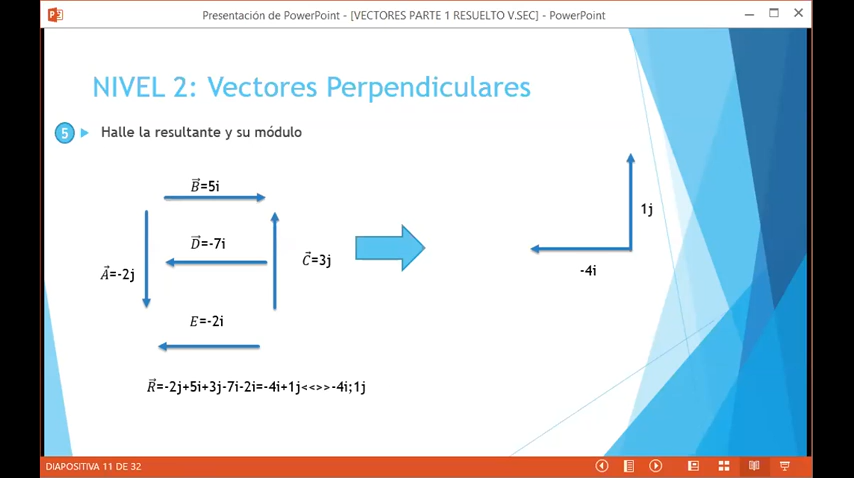 Presentación de PowerPoint - [VECTORES PARTE 1 RESUELTO V.SEC] - PowerPoint
NIVEL 2: Vectores Perpendiculares
5 Halle la resultante y su módulo
B⃗=5i
1j
D⃗=-7i
C⃗=3j
A⃗=-2j
-4i
E=-2i
R⃗=-2j+5i+3j-7i-2i=-4i+1j<<>>-4i;1j
DIAPOSITIVA 11 DE 32